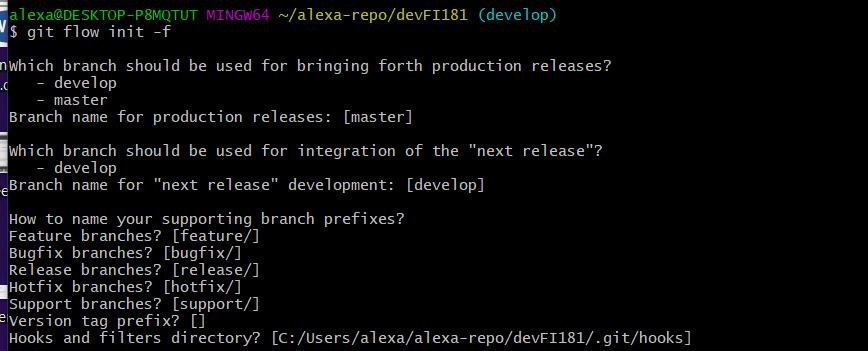 alexa@DESKTOP-P8MQTUT MINGW64 ~/alexa-repo/devFI181 (develop)
$ git flow init -f
Which branch should be used for bringing forth production releases?
- develop
- master
Branch name for production releases: [master]
Which branch should be used for integration of the "next release"?
- develop
Branch name for "next release" development: [develop]
How to name your supporting branch prefixes?
Feature branches? [feature/]
Bugfix branches? [bugfix/]
Release branches? [release/]
Hotfix branches? [hotfix/]
Support branches? [support/]
Version tag prefix? []
Hooks and filters directory? [C:/Users/alexa/alexa-repo/devFI181/.git/hooks]